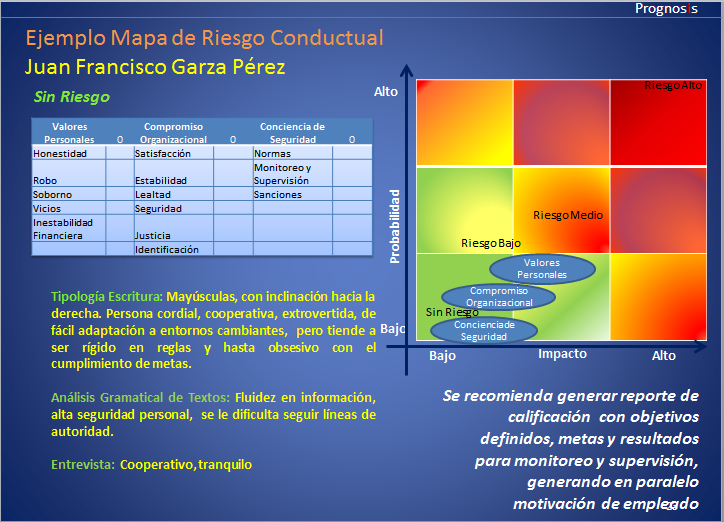 Prognosis
Ejemplo Mapa de Riesgo Conductual
Juan Francisco Garza Pérez
Sin Riesgo
Valores Personales 0 Compromiso Organizacional 0 Conciencia de Seguridad 0
Honestidad Satisfacción Normas
Robo Estabilidad Monitoreo y Supervisión
Soborno Lealtad Sanciones
Vicios Seguridad
Inestabilidad Financiera Justicia
Identificación
Tipología Escritura: Mayúsculas, con inclinación hacia la
derecha. Persona cordial, cooperativa, extrovertida, de
fácil adaptación a entornos cambiantes, pero tiende a
ser rígido en reglas y hasta obsesivo con el
cumplimiento de metas.
Análisis Gramatical de Textos: Fluidez en información,
alta seguridad personal, se le dificulta seguir líneas de
autoridad.
Entrevista: Cooperativo, tranquilo
Alto
Probabilidad
Bajo
Riesgo Alto
Riesgo Medio
Riesgo Bajo
Valores
Personales
Compromiso
Organizacional
Sin Riesgo
Conciencia de
Seguridad
Bajo Impacto Alto
Se recomienda generar reporte de
calificación con objetivos
definidos, metas y resultados
para monitoreo y supervisión,
generando en paralelo
motivación de empleado